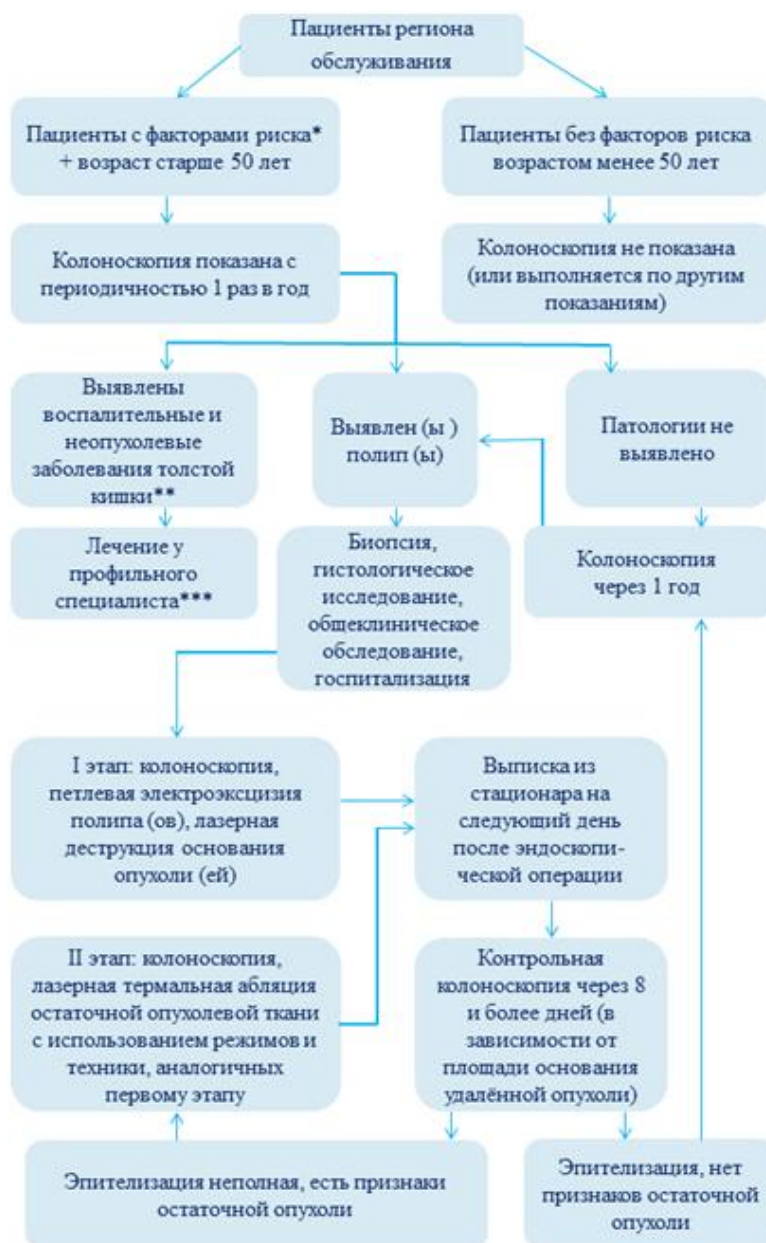 Пациенты региона
обслуживания
Пациенты с факторами риска*
+ возраст старше 50 лет
Пациенты без факторов риска
возрастом менее 50 лет
Колоноскопия показана с
периодичностью 1 раз в год
Колоноскопия не показана
(или выполняется по другим
показаниям)
Выявлены
воспалительные и
неопухолевые
заболевания толстой
кишки**
Выявлен (ы )
полип (ы)
Патологии не
выявлено
Лечение у
профильного
специалиста***
Биопсия,
гистологическое
исследование,
общеклиническое
обследование,
госпитализация
Колоноскопия
через 1 год
I этап: колоноскопия,
петлевая электроэксцизия
полипа (ов), лазерная
деструкция основания
опухоли (ей)
Выписка из
стационара на
следующий день
после эндоскопи-
ческой операции
II этап: колоноскопия,
лазерная термальная абляция
остаточной опухолевой ткани
с использованием режимов и
техники, аналогичных
первому этапу
Контрольная
колоноскопия через 8
и более дней (в
зависимости от
площади основания
удалённой опухоли)
Эпителизация неполная, есть признаки
остаточной опухоли
Эпителизация, нет
признаков остаточной
опухоли